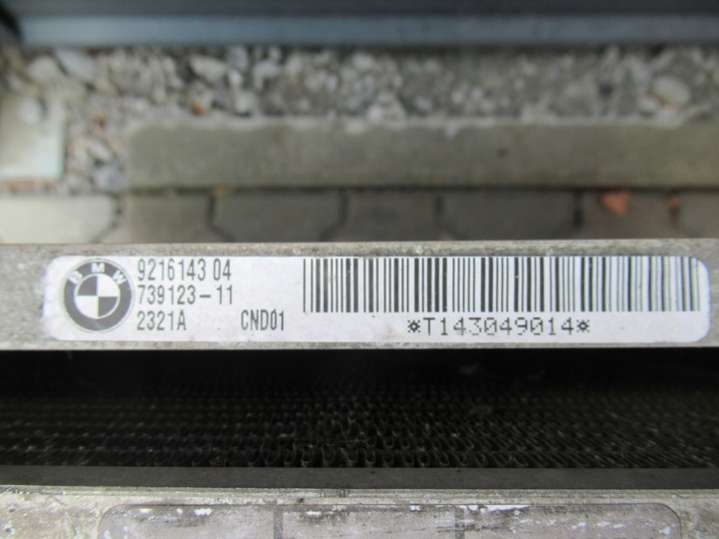 BMW
9216143 04
739123-11
2321A CND01
*T143049014*